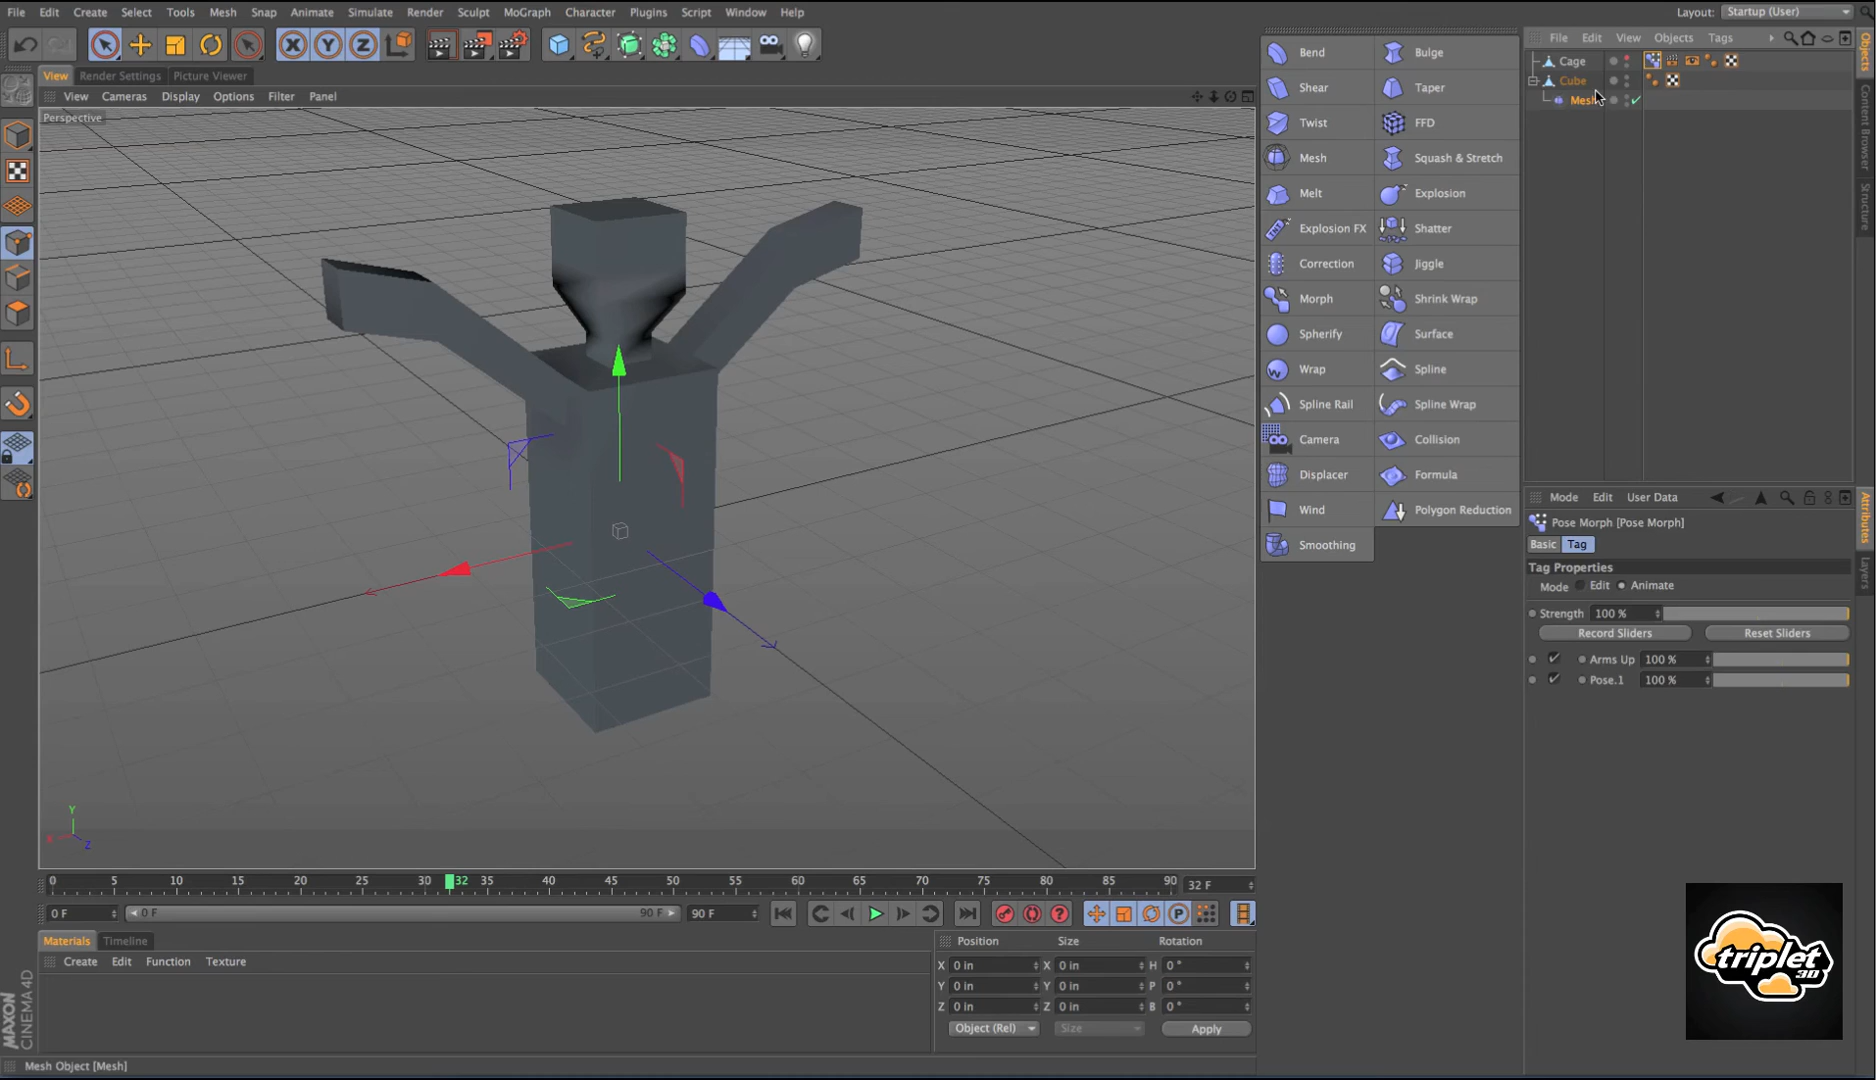 File Edit Create Select Tools Mesh Snap Animate Simulate Render Sculpt MoGraph Character Plugins Script Window Help
Layout: Startup (User)
X Y Z
View Render Settings Picture Viewer
View Cameras Display Options Filter Panel
Perspective
Y
X
Z
Bend Bulge
Shear Taper
Twist FFD
Mesh Squash & Stretch
Melt Explosion
Explosion FX Shatter
Correction Jiggle
Morph Shrink Wrap
Spherify Surface
Wrap Spline
Spline Rail Spline Wrap
Camera Collision
Displacer Formula
Wind Polygon Reduction
Smoothing
File Edit View Objects Tags
Cage
Cube
Mesh
Objects
Content Browser
Structure
Mode Edit User Data
Pose Morph [Pose Morph]
Basic Tag
Tag Properties
Mode Edit Animate
Strength 100 %
Record Sliders Reset Sliders
Arms Up 100 %
Pose.1 100 %
Attributes
Layers
0 5 10 15 20 25 30 32 35 40 45 50 55 60 65 70 75 80 85 90 32 F
0 F 0 F 90 F 90 F
P
Materials Timeline
Create Edit Function Texture
Position Size Rotation
X 0 in X 0 in H 0 °
Y 0 in Y 0 in P 0 °
Z 0 in Z 0 in B 0 °
Object (Rel) Size Apply
MAXON
CINEMA 4D
Mesh Object [Mesh]
triplet
3D